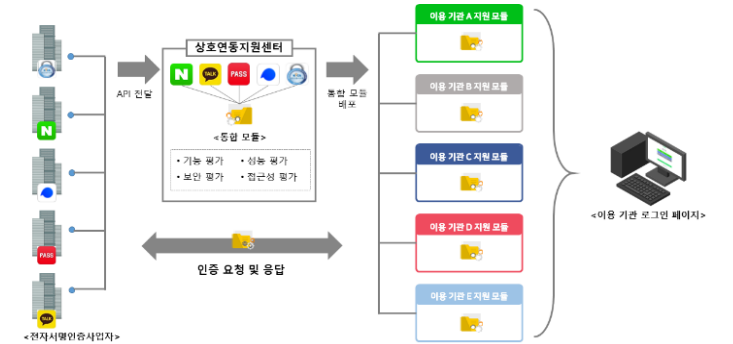 N
PASS
TALK
<전자서명인증사업자>
API 전달
상호연동지원센터
N
TALK
PASS
<통합 모듈>
• 기능 평가 • 성능 평가
• 보안 평가 • 접근성 평가
통합 모듈
배포
인증 요청 및 응답
이용 기관 A 지원 모듈
이용 기관 B 지원 모듈
이용 기관 C 지원 모듈
이용 기관 D 지원 모듈
이용 기관 E 지원 모듈
<이용 기관 로그인 페이지>